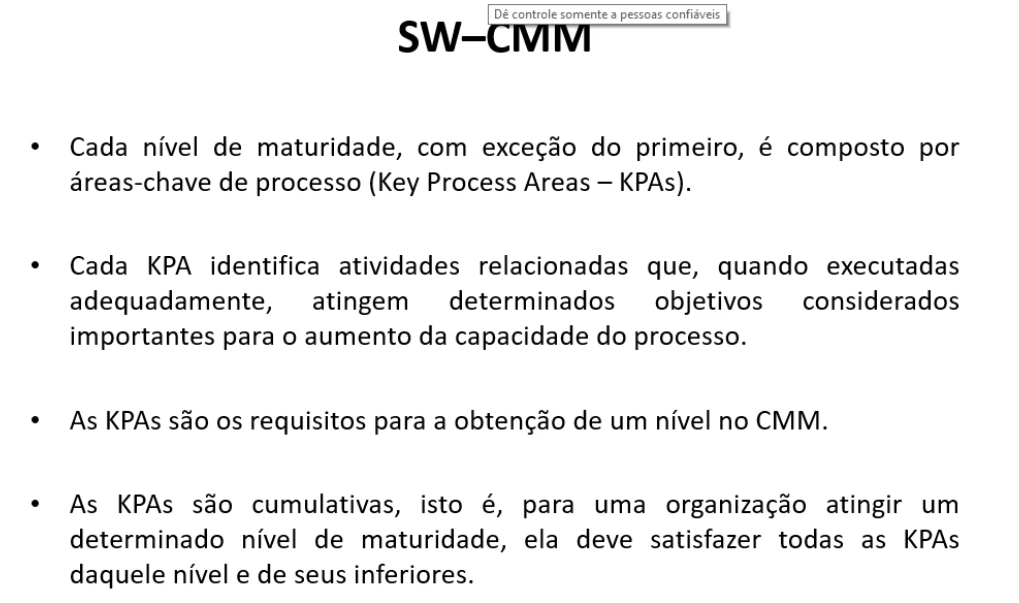 Dê controle somente a pessoas confiáveis
SW–CMM
• Cada nível de maturidade, com exceção do primeiro, é composto por
áreas-chave de processo (Key Process Areas – KPAs).
• Cada KPA identifica atividades relacionadas que, quando executadas
adequadamente, atingem determinados objetivos considerados
importantes para o aumento da capacidade do processo.
• As KPAs são os requisitos para a obtenção de um nível no CMM.
• As KPAs são cumulativas, isto é, para uma organização atingir um
determinado nível de maturidade, ela deve satisfazer todas as KPAs
daquele nível e de seus inferiores.